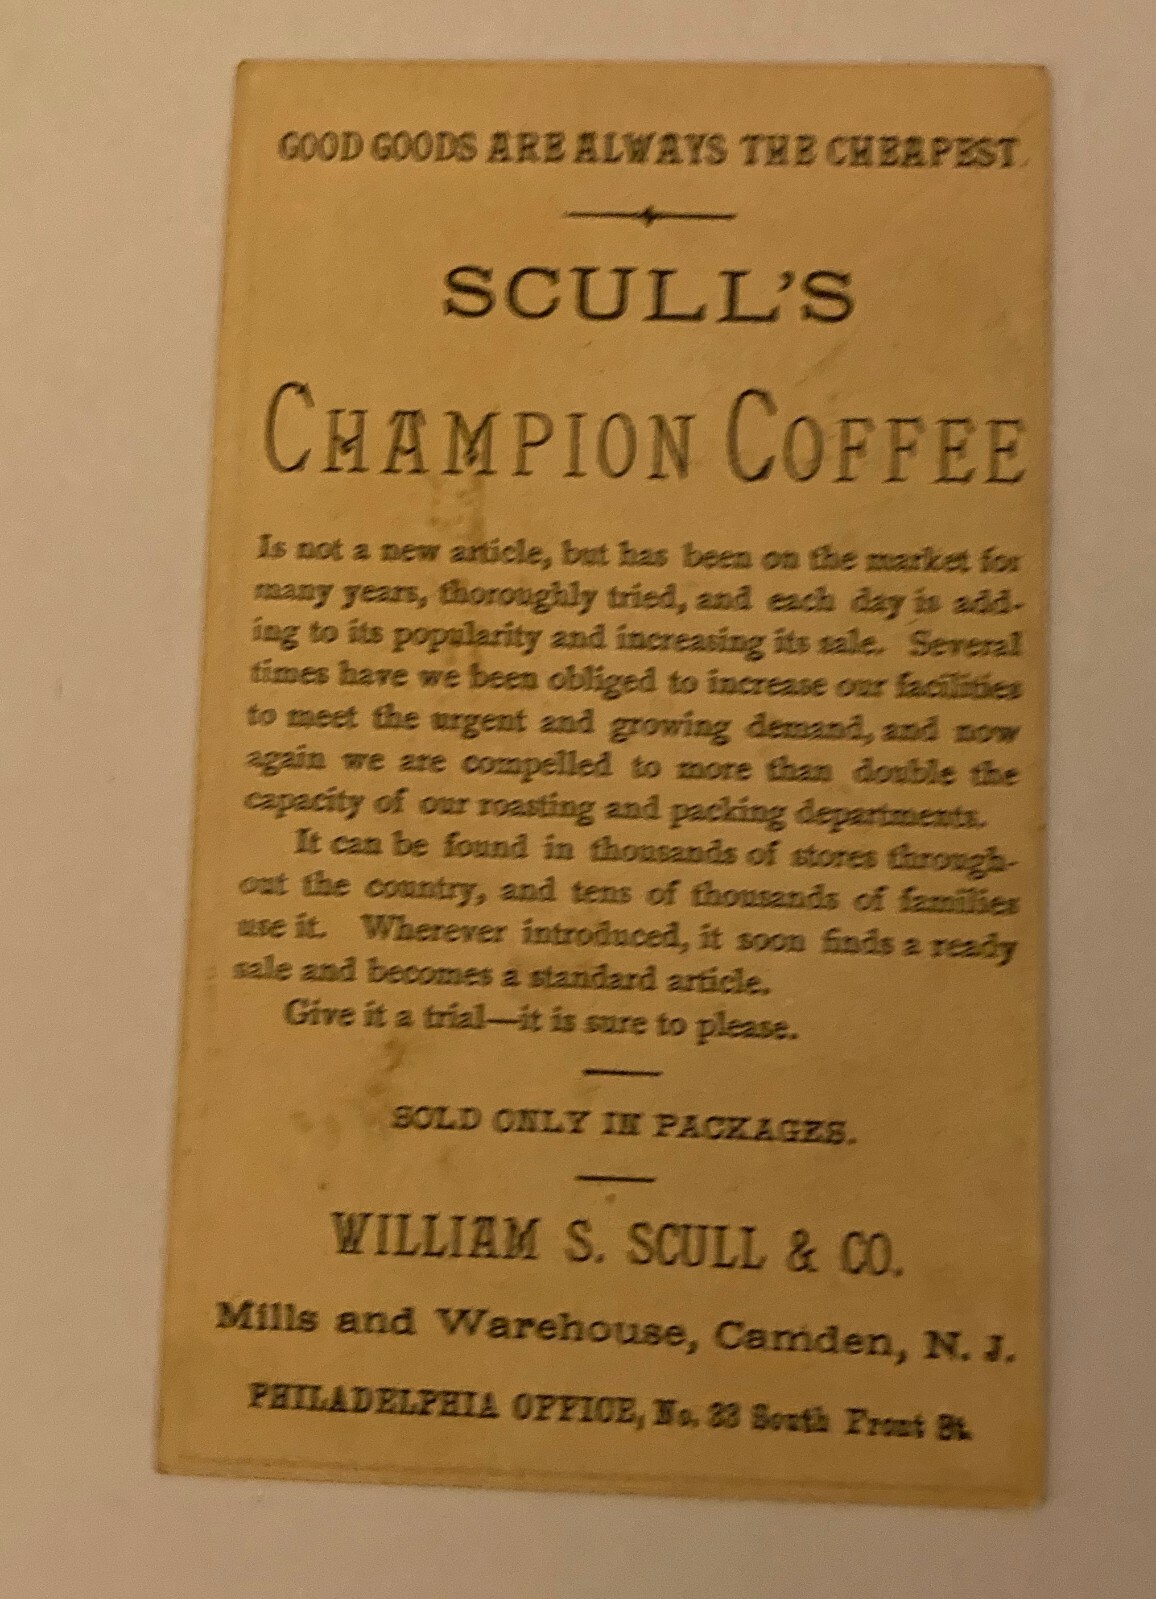 GOOD GOODS ARE ALWAYS THE CHEAPEST.
SCULL'S
CHAMPION COFFEE
Is not a new article, but has been on the market for
many years, thoroughly tried, and each day is add-
ing to its popularity and increasing its sale. Several
times have we been obliged to increase our facilities
to meet the urgent and growing demand, and now
again we are compelled to more than double the
capacity of our roasting and packing departments.
It can be found in thousands of stores through-
out the country, and tens of thousands of families
use it. Wherever introduced, it soon finds a ready
sale and becomes a standard article.
Give it a trial—it is sure to please.
SOLD ONLY IN PACKAGES.
WILLIAM S. SCULL & CO.
Mills and Warehouse, Camden, N. J.
PHILADELPHIA OFFICE, No. 33 South Front St.